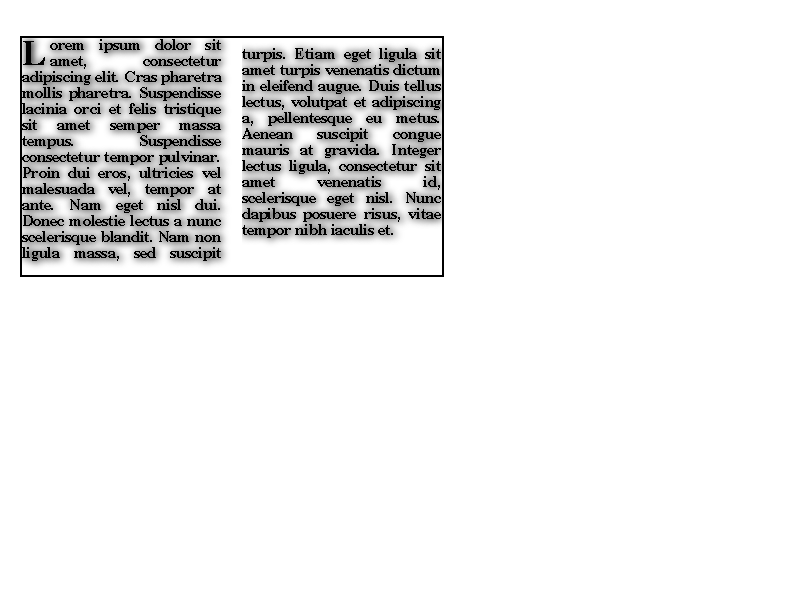 Lorem ipsum dolor sit
amet, consectetur
adipiscing elit. Cras pharetra
mollis pharetra. Suspendisse
lacinia orci et felis tristique
sit amet semper massa
tempus. Suspendisse
consectetur tempor pulvinar.
Proin dui eros, ultricies vel
malesuada vel, tempor at
ante. Nam eget nisl dui.
Donec molestie lectus a nunc
scelerisque blandit. Nam non
ligula massa, sed suscipit
turpis. Etiam eget ligula sit
amet turpis venenatis dictum
in eleifend augue. Duis tellus
lectus, volutpat et adipiscing
a, pellentesque eu metus.
Aenean suscipit congue
mauris at gravida. Integer
lectus ligula, consectetur sit
amet venenatis id,
scelerisque eget nisl. Nunc
dapibus posuere risus, vitae
tempor nibh iaculis et.